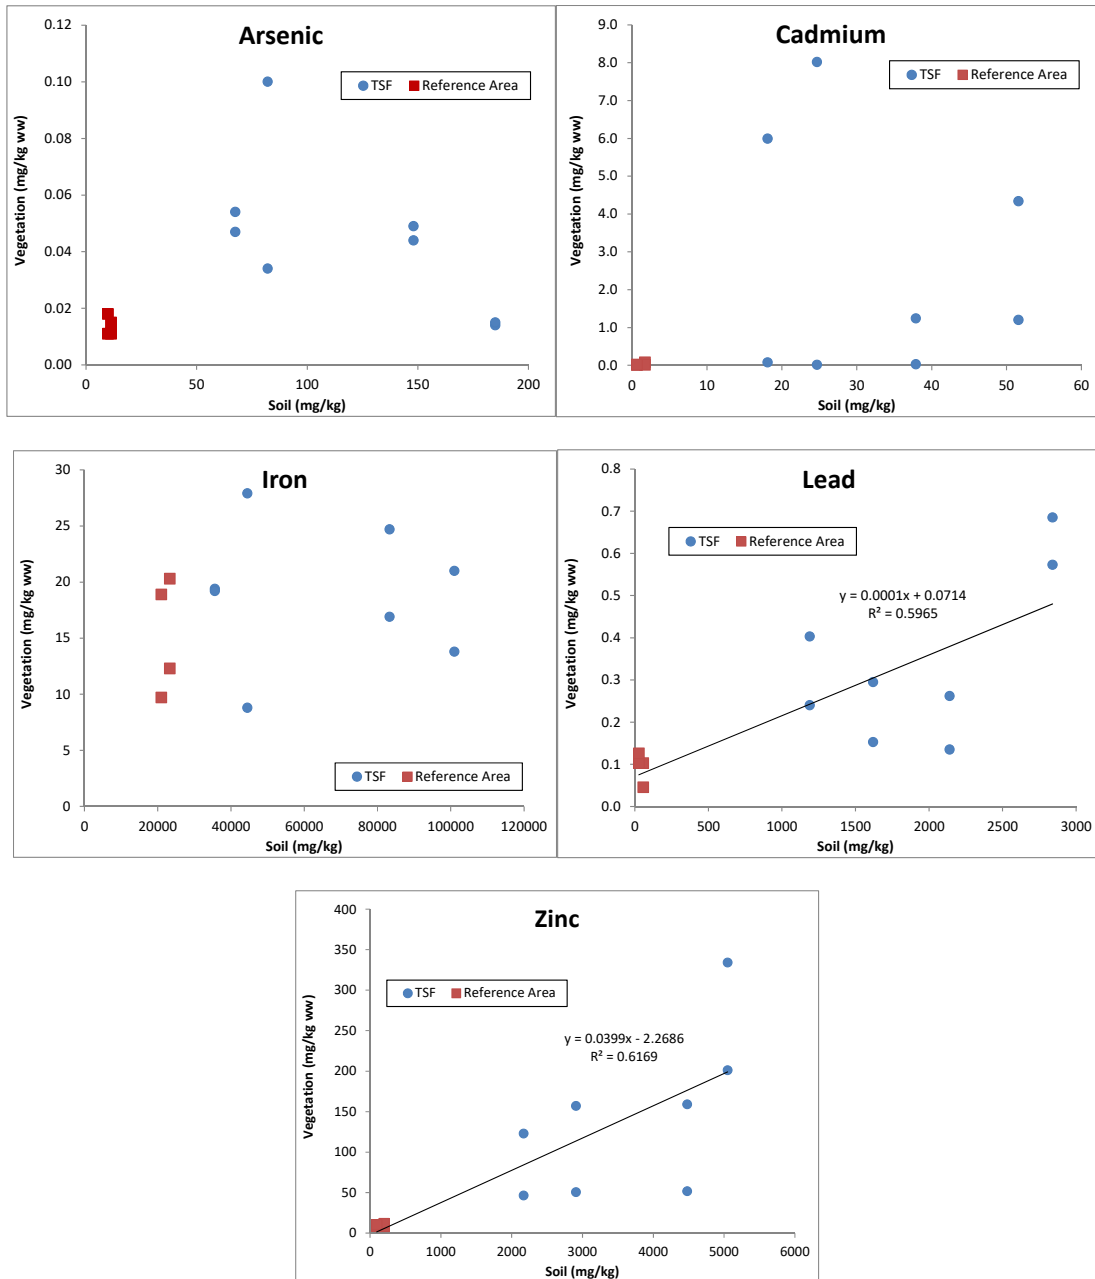 Arsenic
TSF Reference Area
Vegetation (mg/kg ww)
0.12
0.10
0.08
0.06
0.04
0.02
0.00
0 50 100 150 200
Soil (mg/kg)
Cadmium
TSF Reference Area
Vegetation (mg/kg ww)
9.0
8.0
7.0
6.0
5.0
4.0
3.0
2.0
1.0
0.0
0 10 20 30 40 50 60
Soil (mg/kg)
Iron
Vegetation (mg/kg ww)
30
25
20
15
10
5
0
TSF Reference Area
0 20000 40000 60000 80000 100000 120000
Soil (mg/kg)
Lead
TSF Reference Area
Vegetation (mg/kg ww)
0.8
0.7
0.6
0.5
0.4
0.3
0.2
0.1
0.0
y = 0.0001x + 0.0714
R² = 0.5965
0 500 1000 1500 2000 2500 3000
Soil (mg/kg)
Zinc
TSF Reference Area
Vegetation (mg/kg ww)
400
350
300
250
200
150
100
50
0
y = 0.0399x - 2.2686
R² = 0.6169
0 1000 2000 3000 4000 5000 6000
Soil (mg/kg)